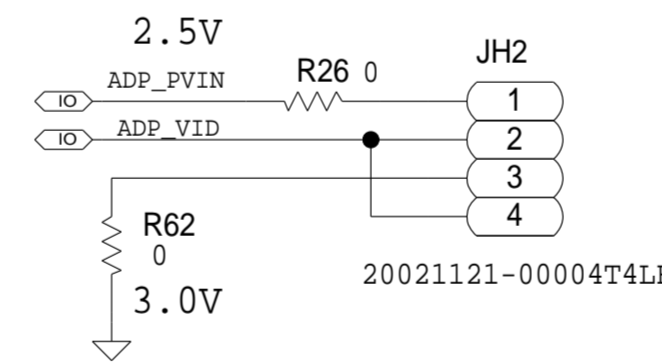 2.5V
JH2
ADP_PVIN
R26 0
IO
1
IO
ADP_VID
2
3
4
R62
0
20021121-00004T4L
3.0V